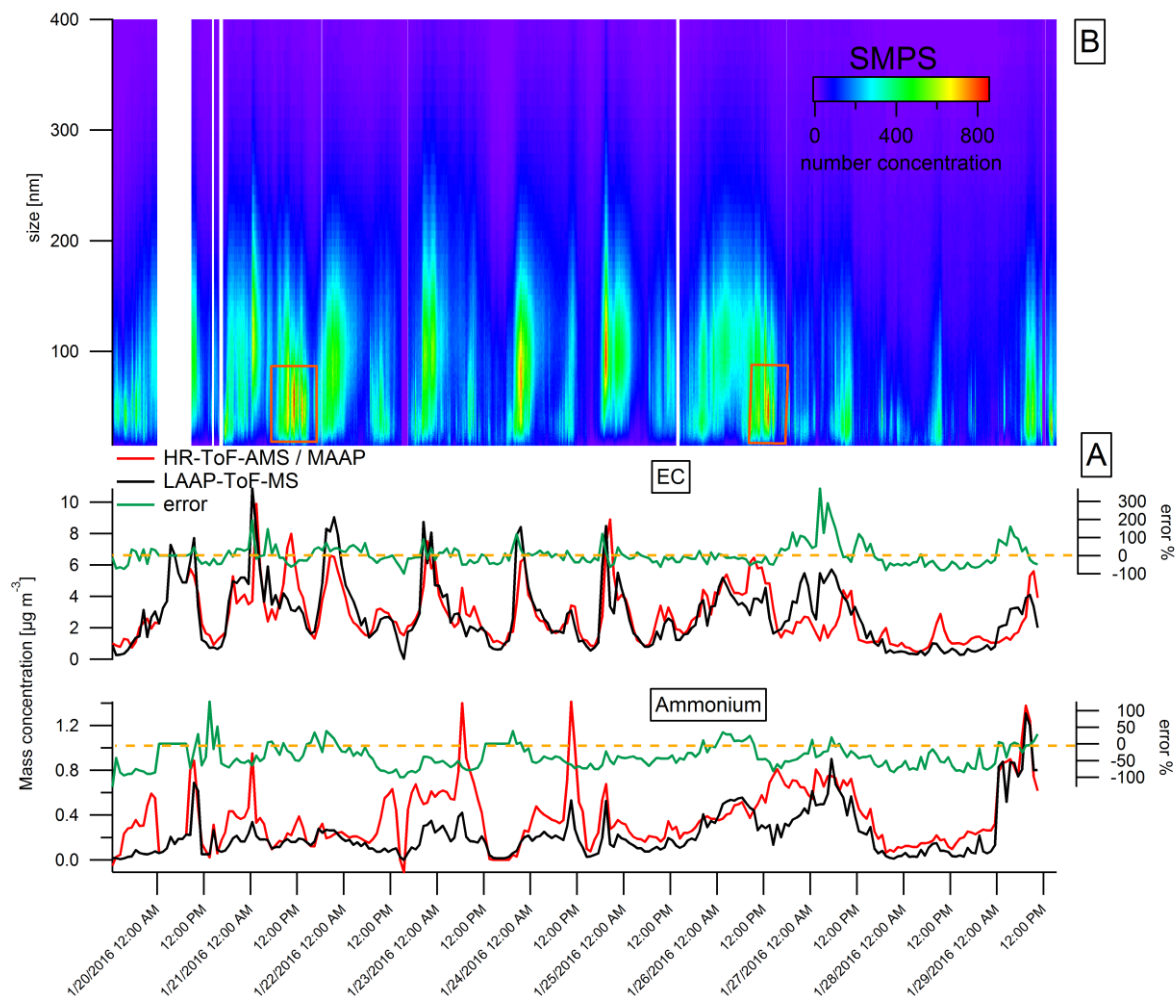 400
300
200
100
size [nm]
B
SMPS
0 400 800
number concentration
A
HR-ToF-AMS / MAAP
LAAP-ToF-MS
error
EC
10
8
6
4
2
0
300
200
100
0
-100
error %
Mass concentration [µg m⁻³]
Ammonium
1.2
0.8
0.4
0.0
100
50
0
-50
-100
error %
1/20/2016 12:00 AM
12:00 PM
1/21/2016 12:00 AM
12:00 PM
1/22/2016 12:00 AM
12:00 PM
1/23/2016 12:00 AM
12:00 PM
1/24/2016 12:00 AM
12:00 PM
1/25/2016 12:00 AM
12:00 PM
1/26/2016 12:00 AM
12:00 PM
1/27/2016 12:00 AM
12:00 PM
1/28/2016 12:00 AM
12:00 PM
1/29/2016 12:00 AM
12:00 PM